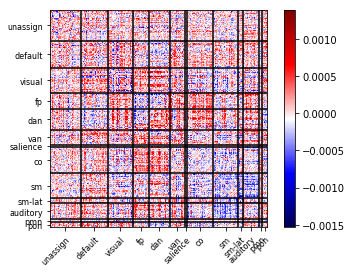 unassign
default
visual
fp
dan
van
salience
co
sm
sm-lat
auditory
pmn
pon
unassign
default
visual
fp
dan
van
salience
co
sm
sm-lat
auditory
0.0010
0.0005
0.0000
−0.0005
−0.0010
−0.0015